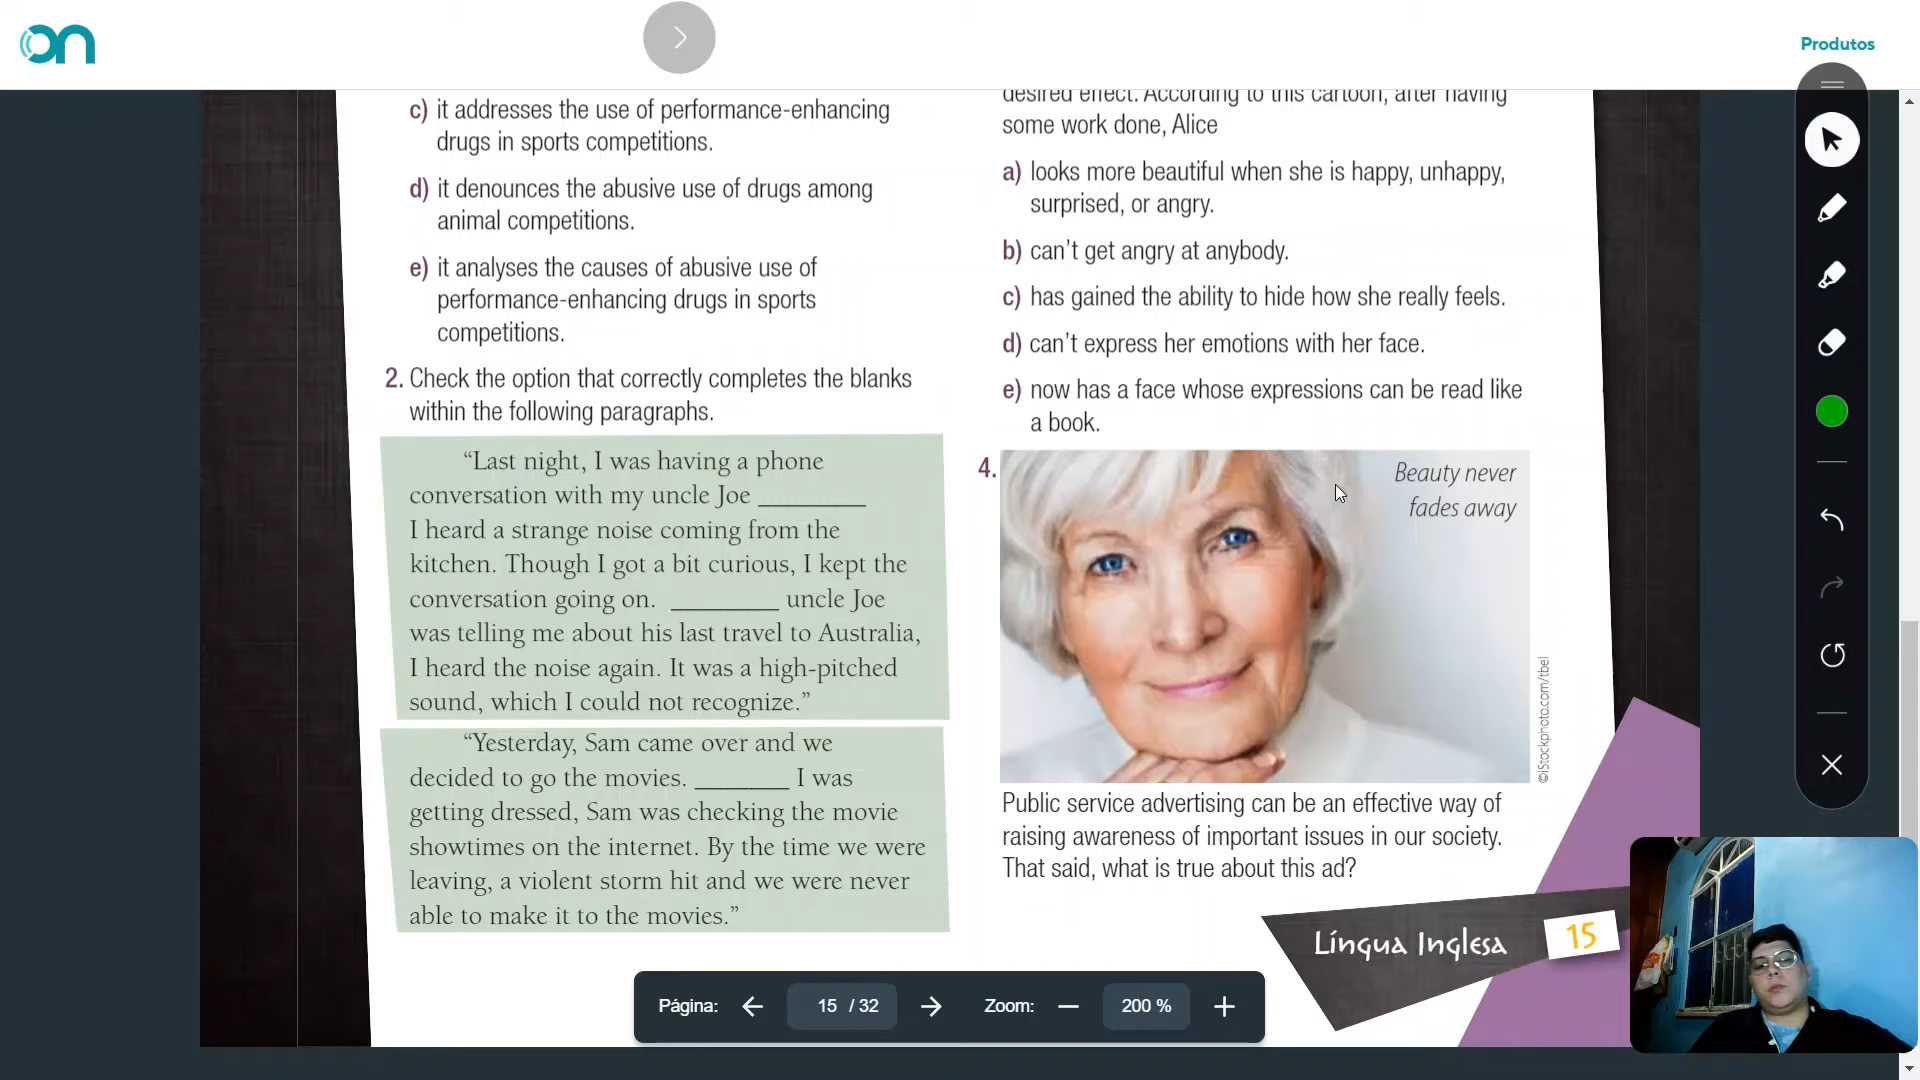 on
Produtos
c) it addresses the use of performance-enhancing
drugs in sports competitions.
d) it denounces the abusive use of drugs among
animal competitions.
e) it analyses the causes of abusive use of
performance-enhancing drugs in sports
competitions.
2. Check the option that correctly completes the blanks
within the following paragraphs.
“Last night, I was having a phone
conversation with my uncle Joe ________
I heard a strange noise coming from the
kitchen. Though I got a bit curious, I kept the
conversation going on. ________ uncle Joe
was telling me about his last travel to Australia,
I heard the noise again. It was a high-pitched
sound, which I could not recognize.”
“Yesterday, Sam came over and we
decided to go the movies. _______ I was
getting dressed, Sam was checking the movie
showtimes on the internet. By the time we were
leaving, a violent storm hit and we were never
able to make it to the movies.”
desired effect. According to this cartoon, after having
some work done, Alice
a) looks more beautiful when she is happy, unhappy,
surprised, or angry.
b) can’t get angry at anybody.
c) has gained the ability to hide how she really feels.
d) can’t express her emotions with her face.
e) now has a face whose expressions can be read like
a book.
4.
Beauty never
fades away
©iStockphoto.com/tbel
Public service advertising can be an effective way of
raising awareness of important issues in our society.
That said, what is true about this ad?
Língua Inglesa 15
Página: 15 / 32 Zoom: 200 %